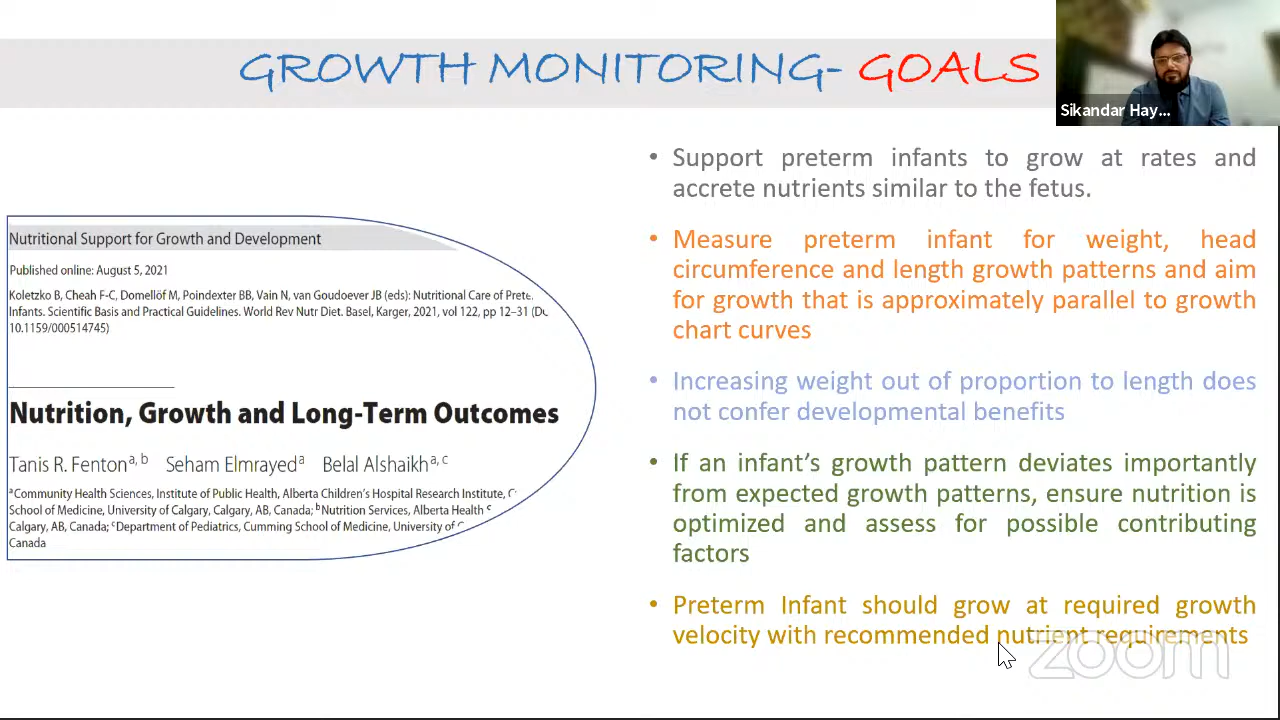 GROWTH MONITORING- GOALS
Sikandar Hay...
Nutritional Support for Growth and Development
Published online: August 5, 2021
Koletzko B, Cheah F-C, Domellöf M, Poindexter BB, Vain N, van Goudoever JB (eds): Nutritional Care of
Infants. Scientific Basis and Practical Guidelines. World Rev Nutr Diet. Basel, Karger, 2021, vol 122, pp 12–31
10.1159/000514745)
Nutrition, Growth and Long-Term Outcomes
Tanis R. Fentona, b Seham Elmrayeda Belal Alshaikha, c
aCommunity Health Sciences, Institute of Public Health, Alberta Children's Hospital Research Institute,
School of Medicine, University of Calgary, Calgary, AB, Canada; bNutrition Services, Alberta Health
Calgary, AB, Canada; cDepartment of Pediatrics, Cumming School of Medicine, University of
Canada
• Support preterm infants to grow at rates and
accrete nutrients similar to the fetus.
• Measure preterm infant for weight, head
circumference and length growth patterns and aim
for growth that is approximately parallel to growth
chart curves
• Increasing weight out of proportion to length does
not confer developmental benefits
• If an infant's growth pattern deviates importantly
from expected growth patterns, ensure nutrition is
optimized and assess for possible contributing
factors
• Preterm Infant should grow at required growth
velocity with recommended nutrient requirements
zoom